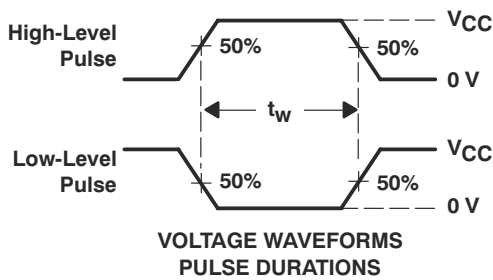 High-Level
Pulse
50%
50%
VCC
0 V
tw
Low-Level
Pulse
50%
50%
VCC
0 V
VOLTAGE WAVEFORMS
PULSE DURATIONS